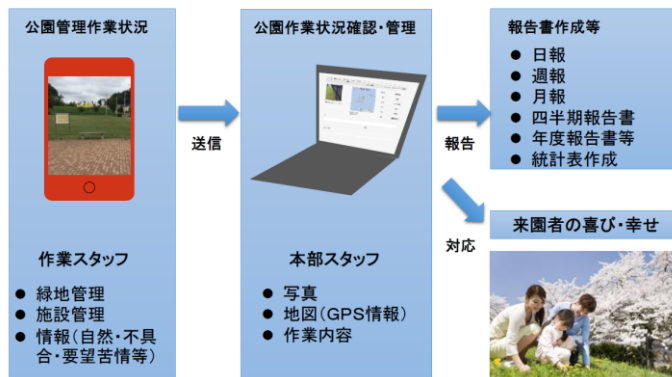 公園管理作業状況
作業スタッフ
● 緑地管理
● 施設管理
● 情報(自然・不具
合・要望苦情等)
送信
公園作業状況確認・管理
本部スタッフ
● 写真
● 地図(GPS情報)
● 作業内容
報告
対応
報告書作成等
● 日報
● 週報
● 月報
● 四半期報告書
● 年度報告書等
● 統計表作成
来園者の喜び・幸せ